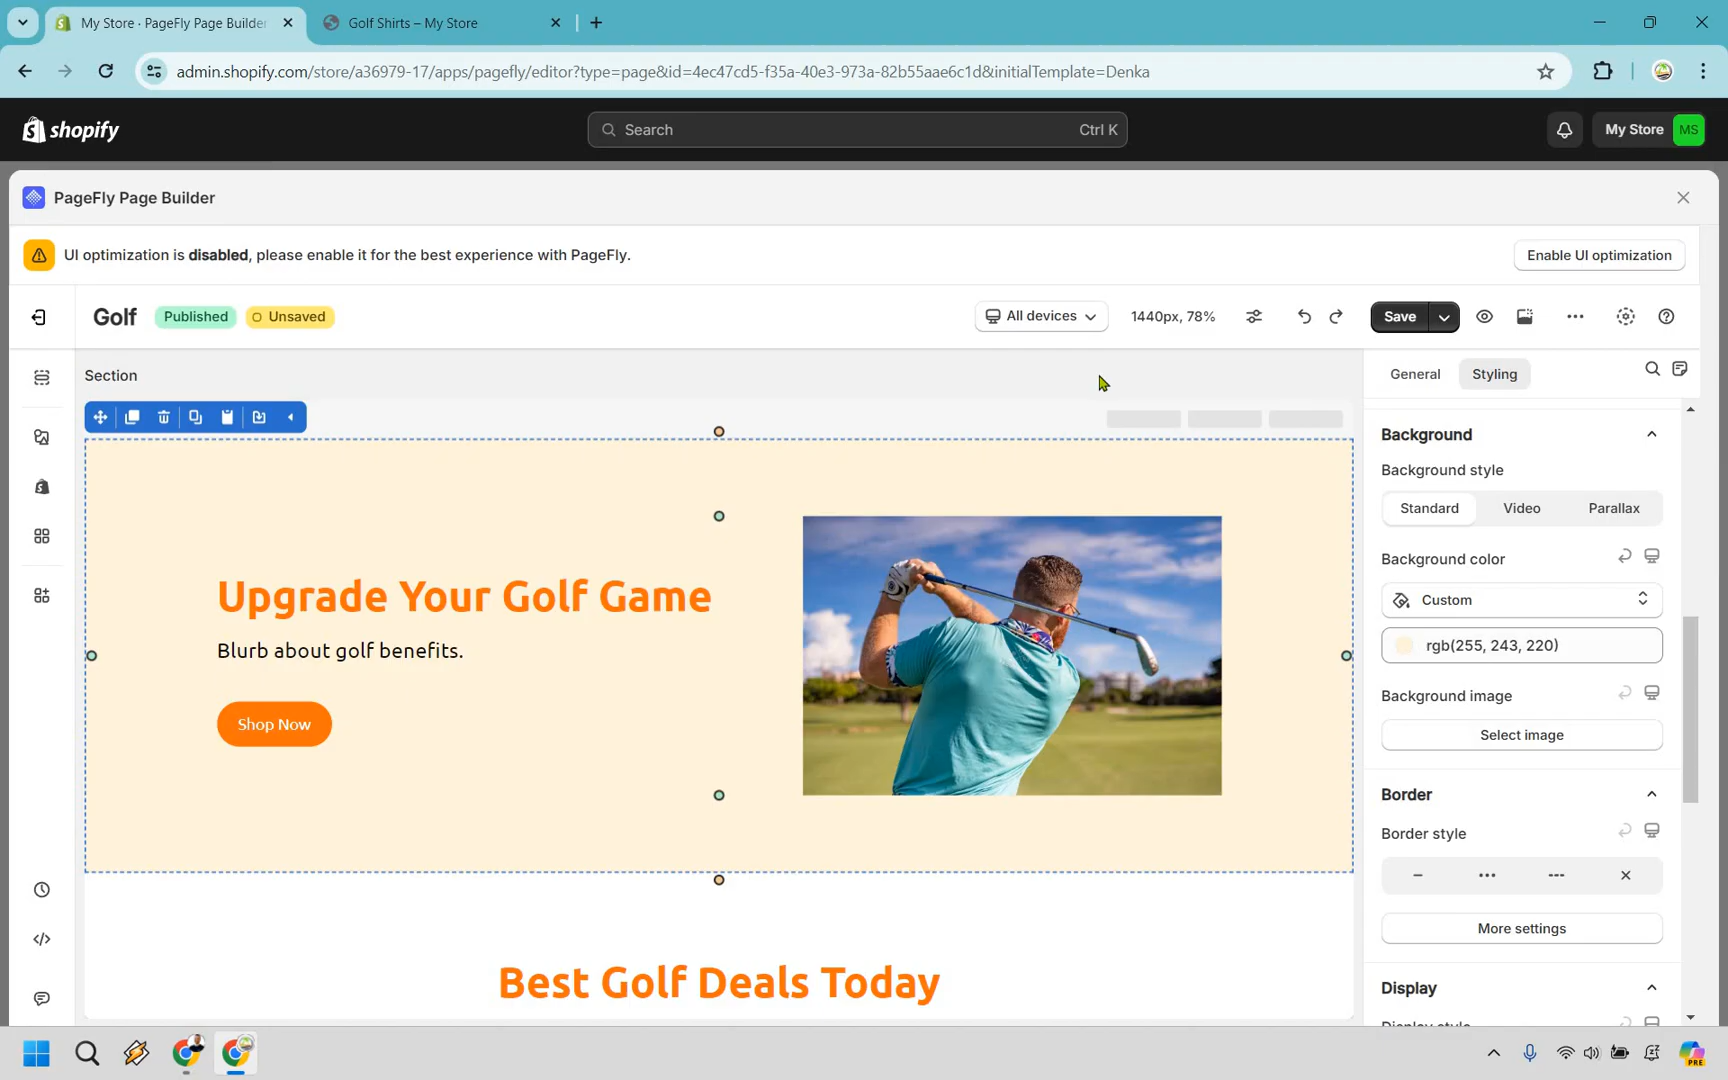 My Store · PageFly Page Builder
Golf Shirts – My Store
admin.shopify.com/store/a36979-17/apps/pagefly/editor?type=page&id=4ec47cd5-f35a-40e3-973a-82b55aae6c1d&initialTemplate=Denka
shopify
Search
Ctrl K
My Store
MS
PageFly Page Builder
UI optimization is disabled, please enable it for the best experience with PageFly.
Enable UI optimization
Golf
Published
Unsaved
All devices
1440px, 78%
Save
Section
General
Styling
Background
Background style
Standard
Video
Parallax
Background color
Custom
rgb(255, 243, 220)
Background image
Select image
Border
Border style
More settings
Display
Upgrade Your Golf Game
Blurb about golf benefits.
Shop Now
Best Golf Deals Today
PRE